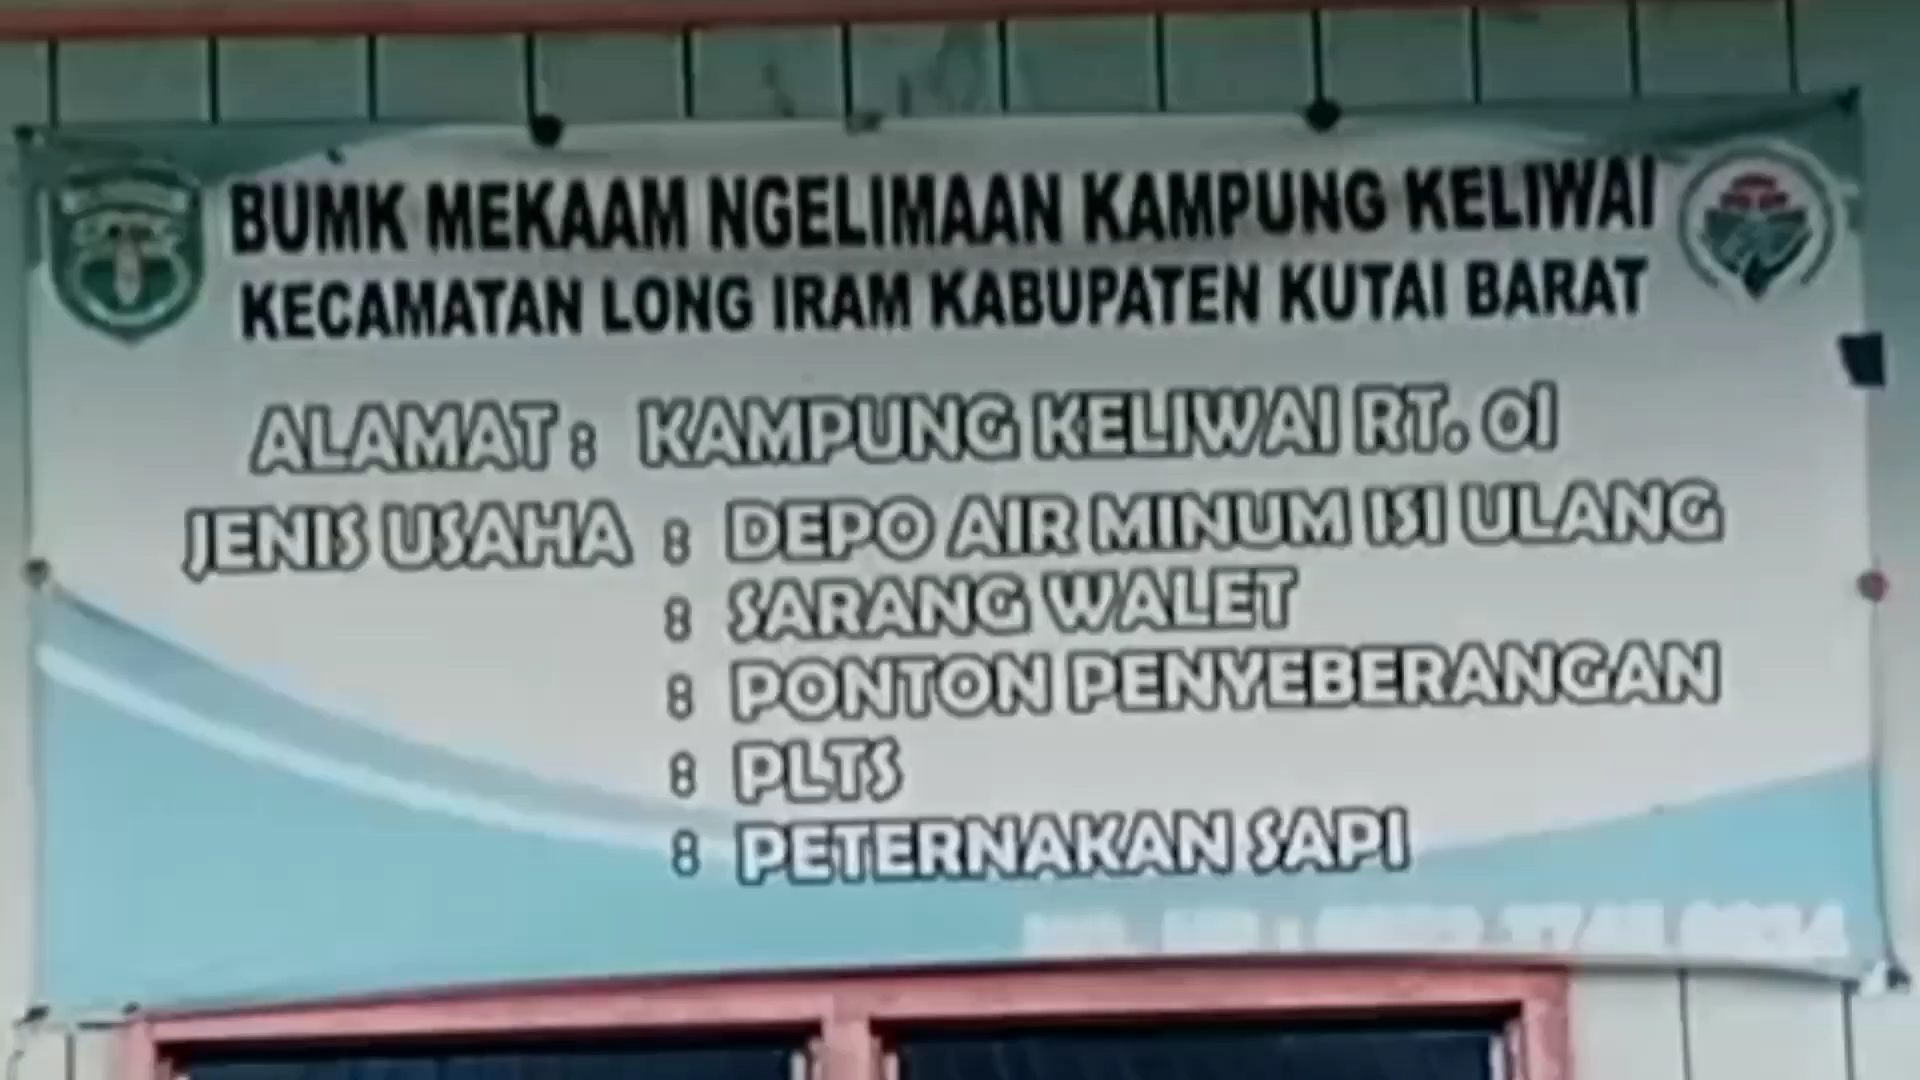 BUMK MEKAAM NGELIMAAN KAMPUNG KELIWAI
KECAMATAN LONG IRAM KABUPATEN KUTAI BARAT
ALAMAT : KAMPUNG KELIWAI RT. 01
JENIS USAHA : DEPO AIR MINUM ISI ULANG
: SARANG WALET
: PONTON PENYEBERANGAN
: PLTS
: PETERNAKAN SAPI